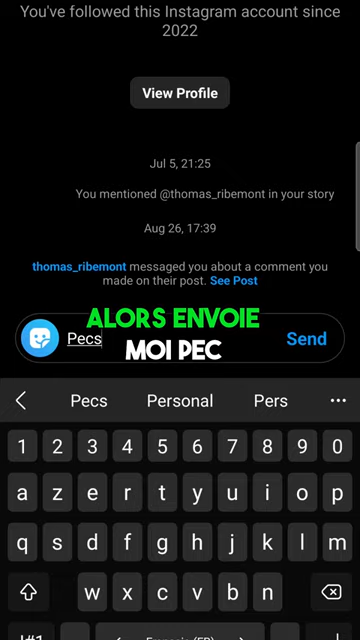 You've followed this Instagram account since
2022
View Profile
Jul 5, 21:25
You mentioned @thomas_ribemont in your story
Aug 26, 17:39
thomas_ribemont messaged you about a comment you
made on their post. See Post
ALORS ENVOIE
MOI PEC
Pecs
Send
Pecs Personal Pers
1 2 3 4 5 6 7 8 9 0
a z e r t y u i o p
q s d f g h j k l m
w x c v b n
!#1